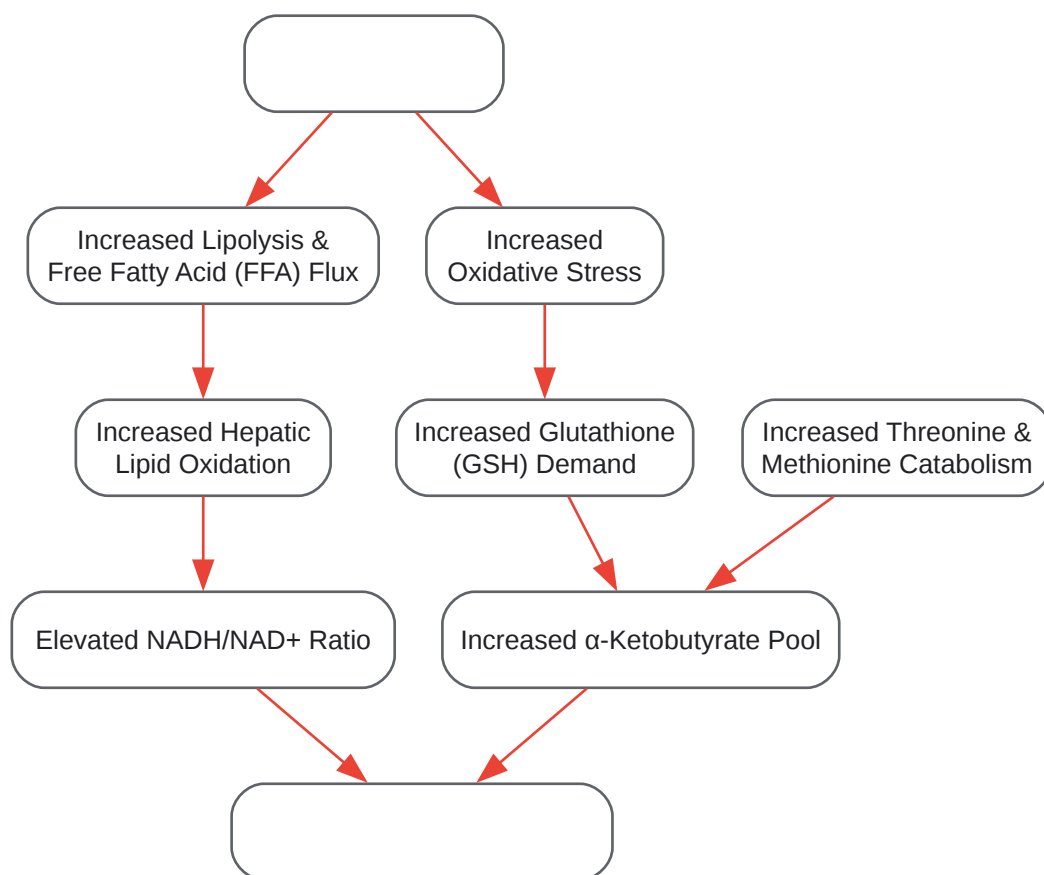 Increased Lipolysis &
Free Fatty Acid (FFA) Flux
Increased
Oxidative Stress
Increased Hepatic
Lipid Oxidation
Increased Glutathione
(GSH) Demand
Increased Threonine &
Methionine Catabolism
Elevated NADH/NAD+ Ratio
Increased α-Ketobutyrate Pool